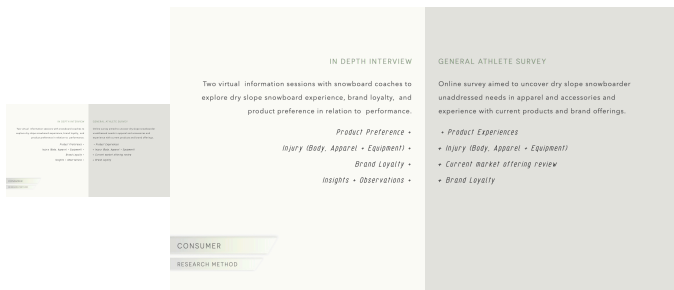 IN DEPTH INTERVIEW
Two virtual information sessions with snowboard coaches to
explore dry slope snowboard experience, brand loyalty, and
product preference in relation to performance.
Product Preference +
Injury (Body, Apparel + Equipment) +
Brand Loyalty +
Insights + Observations +
GENERAL ATHLETE SURVEY
Online survey aimed to uncover dry slope snowboarder
unaddressed needs in apparel and accessories and
experience with current products and brand offerings.
+ Product Experiences
+ Injury (Body, Apparel + Equipment)
+ Current market offering review
+ Brand Loyalty
CONSUMER
RESEARCH METHOD